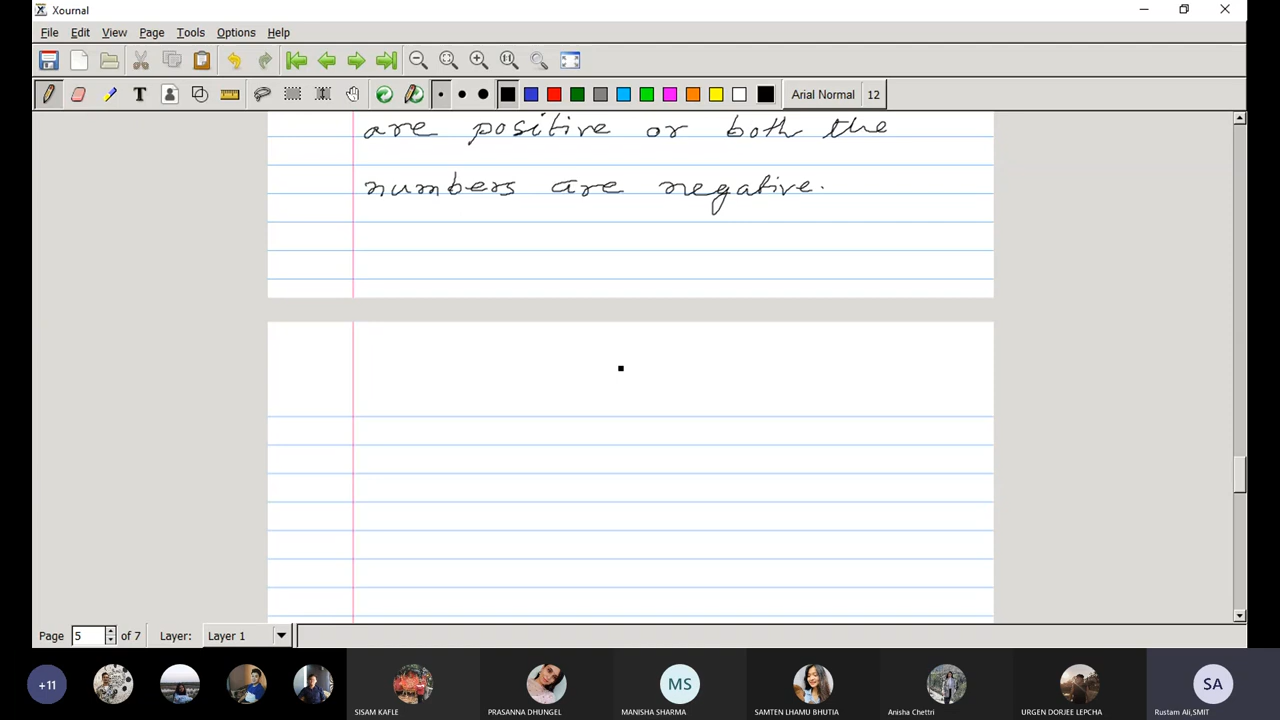 Xournal
File Edit View Page Tools Options Help
Arial Normal 12
are positive or both the
numbers are negative.
Page 5 of 7 Layer: Layer 1
+11 MS SA
SISAM KAFLE PRASANNA DHUNGEL MANISHA SHARMA SAMTEN LHAMU BHUTIA Anisha Chettri URGEN DORJEE LEPCHA Rustam Ali,SMIT